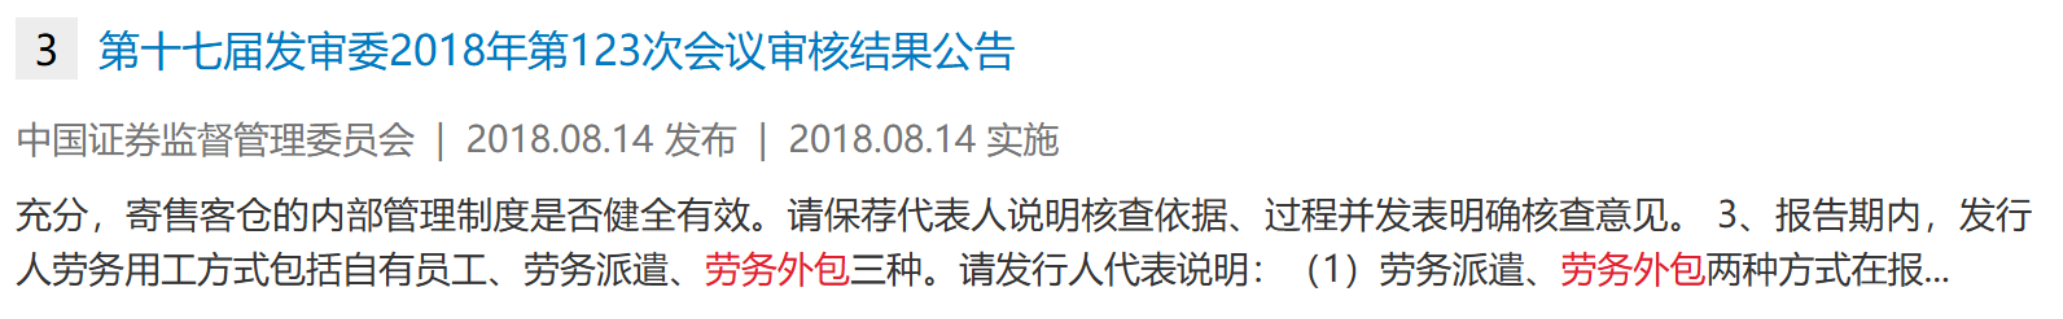 3 第十七届发审委2018年第123次会议审核结果公告
中国证券监督管理委员会 | 2018.08.14 发布 | 2018.08.14 实施
充分，寄售客仓的内部管理制度是否健全有效。请保荐代表人说明核查依据、过程并发表明确核查意见。 3、报告期内，发行
人劳务用工方式包括自有员工、劳务派遣、劳务外包三种。请发行人代表说明：（1）劳务派遣、劳务外包两种方式在报...